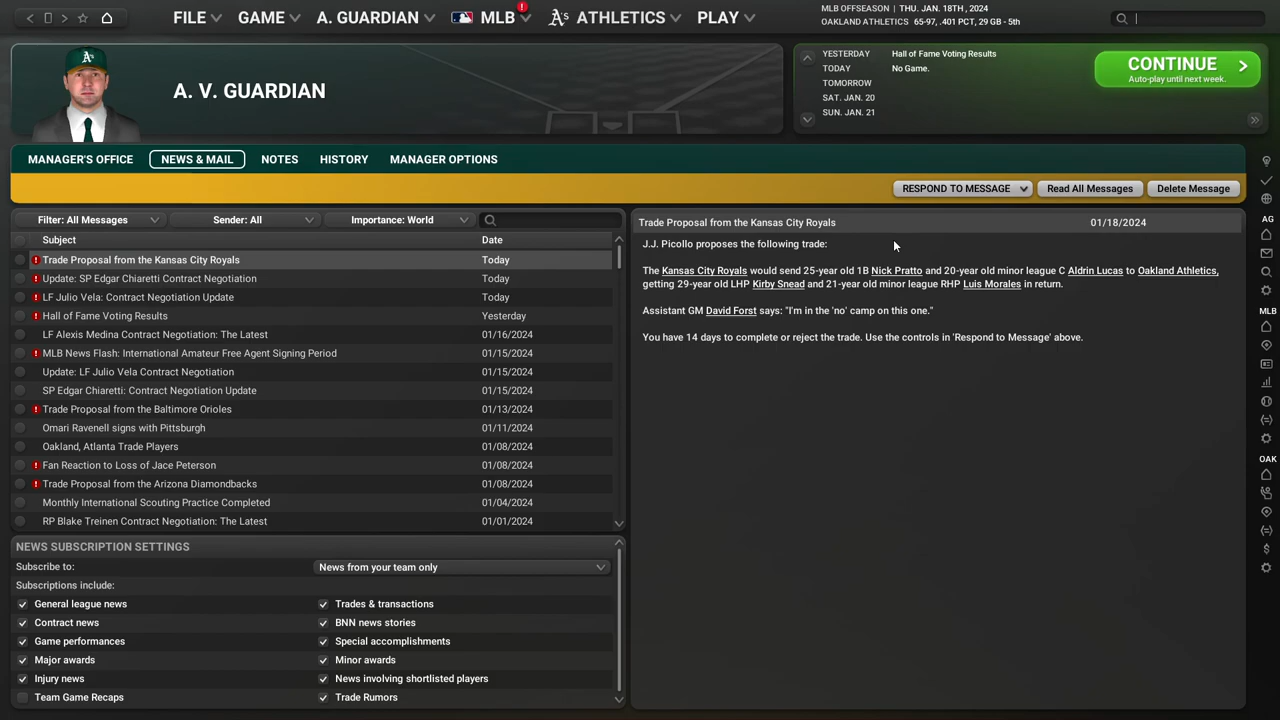 FILE
GAME
A. GUARDIAN
MLB
!
A's
ATHLETICS
PLAY
MLB OFFSEASON | THU. JAN. 18TH , 2024
OAKLAND ATHLETICS 65-97, .401 PCT, 29 GB - 5th
A. V. GUARDIAN
YESTERDAY Hall of Fame Voting Results
TODAY No Game.
TOMORROW
SAT. JAN. 20
SUN. JAN. 21
CONTINUE
Auto-play until next week.
MANAGER'S OFFICE
NEWS & MAIL
NOTES
HISTORY
MANAGER OPTIONS
RESPOND TO MESSAGE
Read All Messages
Delete Message
Filter: All Messages
Sender: All
Importance: World
Subject Date
Trade Proposal from the Kansas City Royals Today
Update: SP Edgar Chiaretti Contract Negotiation Today
LF Julio Vela: Contract Negotiation Update Today
Hall of Fame Voting Results Yesterday
LF Alexis Medina Contract Negotiation: The Latest 01/16/2024
MLB News Flash: International Amateur Free Agent Signing Period 01/15/2024
Update: LF Julio Vela Contract Negotiation 01/15/2024
SP Edgar Chiaretti: Contract Negotiation Update 01/15/2024
Trade Proposal from the Baltimore Orioles 01/13/2024
Omari Ravenell signs with Pittsburgh 01/11/2024
Oakland, Atlanta Trade Players 01/08/2024
Fan Reaction to Loss of Jace Peterson 01/08/2024
Trade Proposal from the Arizona Diamondbacks 01/08/2024
Monthly International Scouting Practice Completed 01/04/2024
RP Blake Treinen Contract Negotiation: The Latest 01/01/2024
Trade Proposal from the Kansas City Royals 01/18/2024
J.J. Picollo proposes the following trade:
The Kansas City Royals would send 25-year old 1B Nick Pratto and 20-year old minor league C Aldrin Lucas to Oakland Athletics,
getting 29-year old LHP Kirby Snead and 21-year old minor league RHP Luis Morales in return.
Assistant GM David Forst says: "I'm in the 'no' camp on this one."
You have 14 days to complete or reject the trade. Use the controls in 'Respond to Message' above.
NEWS SUBSCRIPTION SETTINGS
Subscribe to: News from your team only
Subscriptions include:
General league news Trades & transactions
Contract news BNN news stories
Game performances Special accomplishments
Major awards Minor awards
Injury news News involving shortlisted players
Team Game Recaps Trade Rumors
AG
MLB
OAK